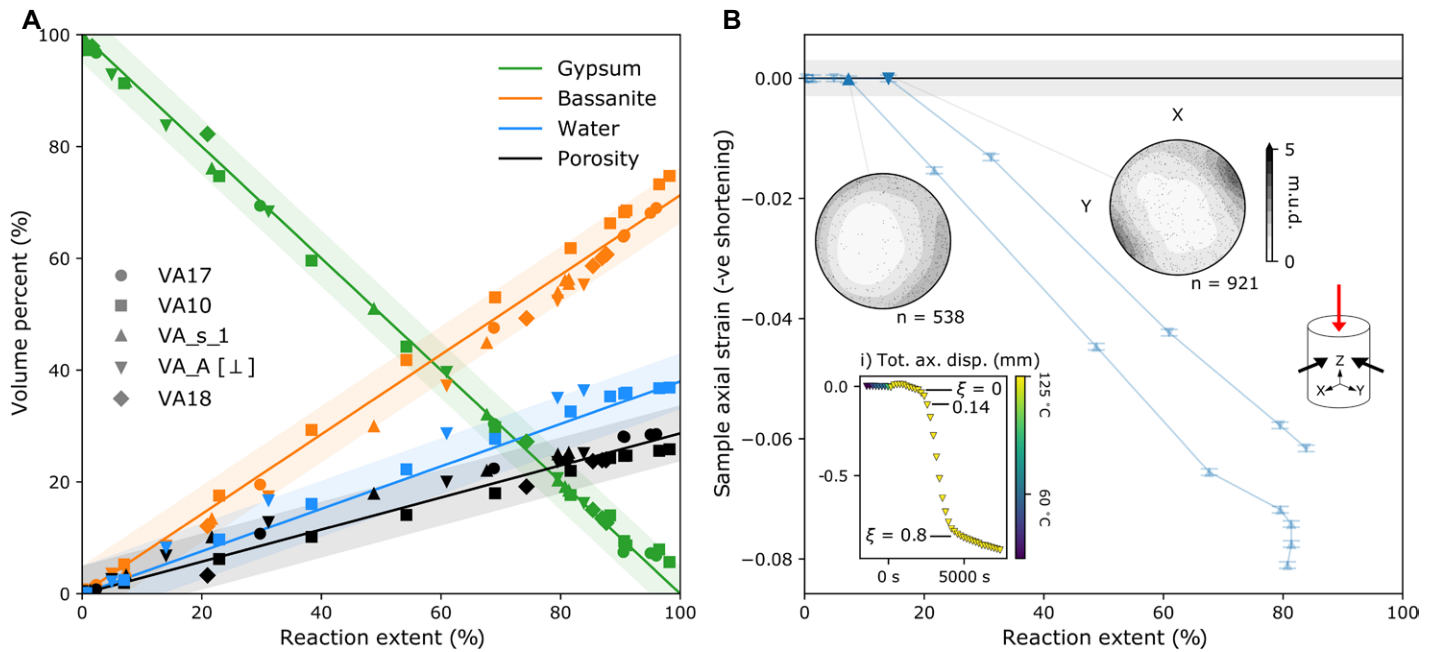 A
100
80
60
40
20
0
Volume percent (%)
Gypsum
Bassanite
Water
Porosity
VA17
VA10
VA_s_1
VA_A [⊥]
VA18
0
20
40
60
80
100
Reaction extent (%)
B
0.00
−0.02
−0.04
−0.06
−0.08
Sample axial strain (-ve shortening)
X
Y
5
0
m.u.d.
n = 921
n = 538
i) Tot. ax. disp. (mm)
0.0
-0.5
ξ = 0
0.14
ξ = 0.8
0 s
5000 s
125 °C
60 °C
Z
X
Y
0
20
40
60
80
100
Reaction extent (%)